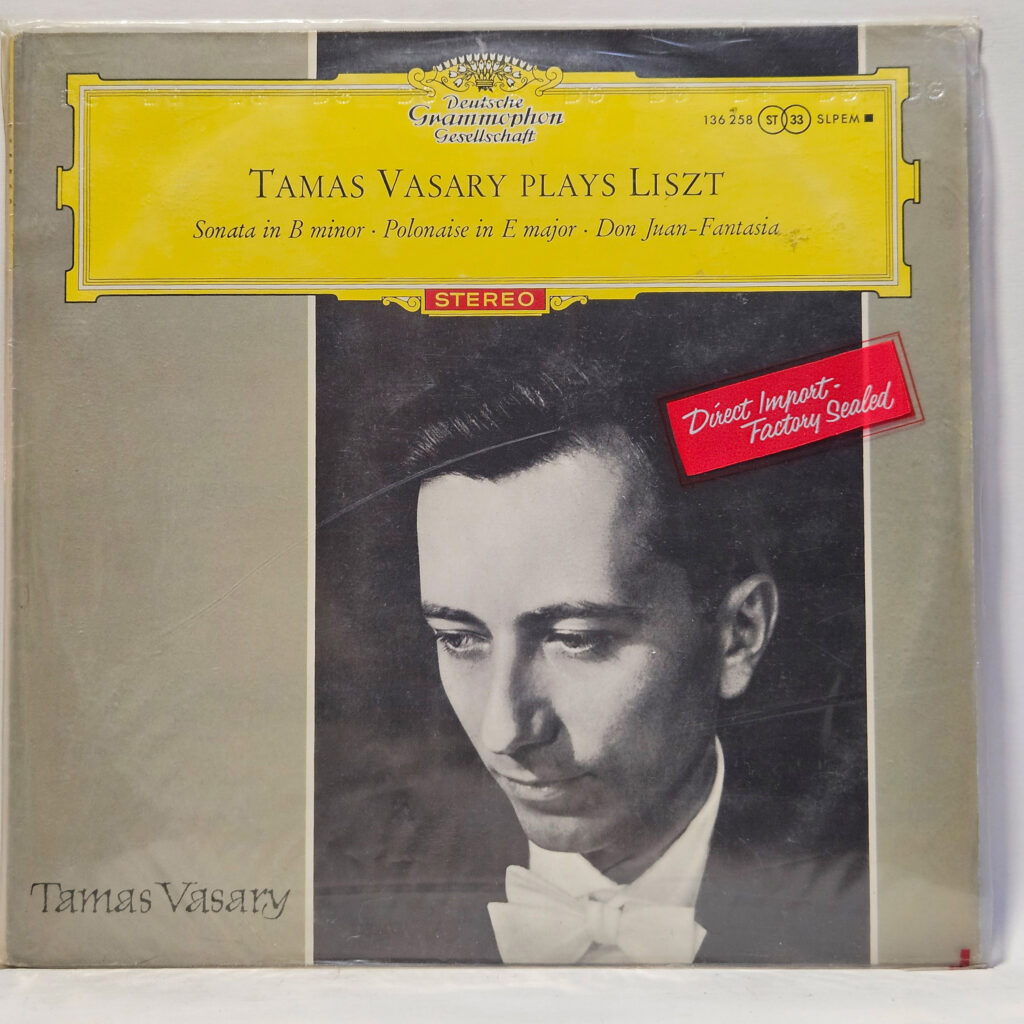 Deutsche
Grammophon
Gesellschaft
136 258 ST 33 SLPEM
TAMAS VASARY PLAYS LISZT
Sonata in B minor · Polonaise in E major · Don Juan-Fantasia
STEREO
Direct Import-
Factory Sealed
Tamas Vasary